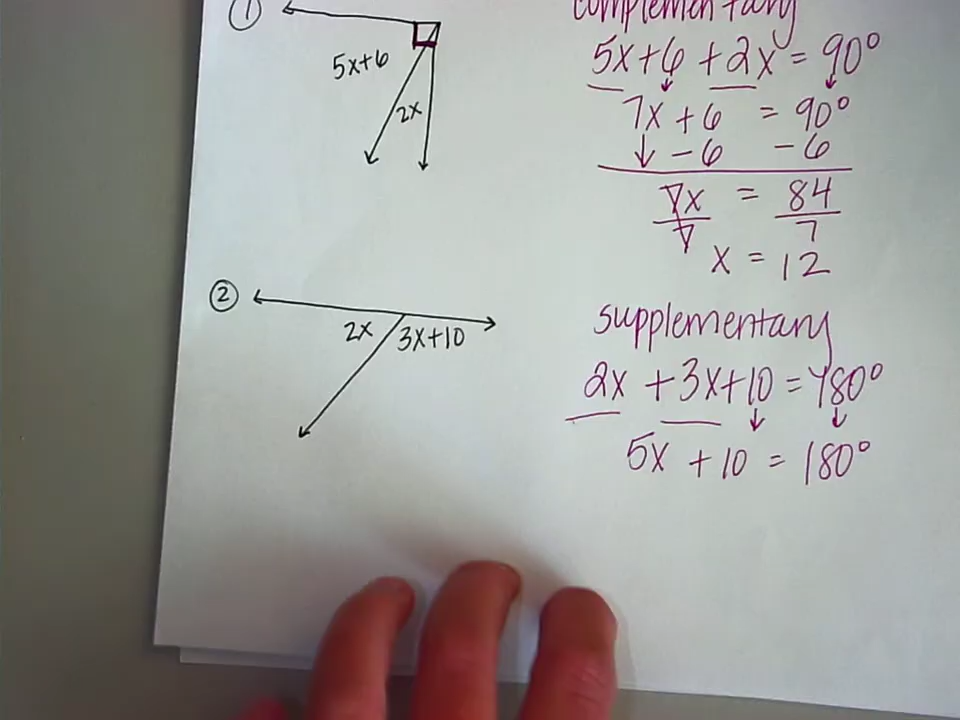 ①
5x+6
2x
complementary
5x+6 +2x = 90°
7x +6 = 90°
-6 -6
7x = 84
7 7
x = 12
②
2x 3x+10
supplementary
2x +3x+10 = 180°
5x +10 = 180°